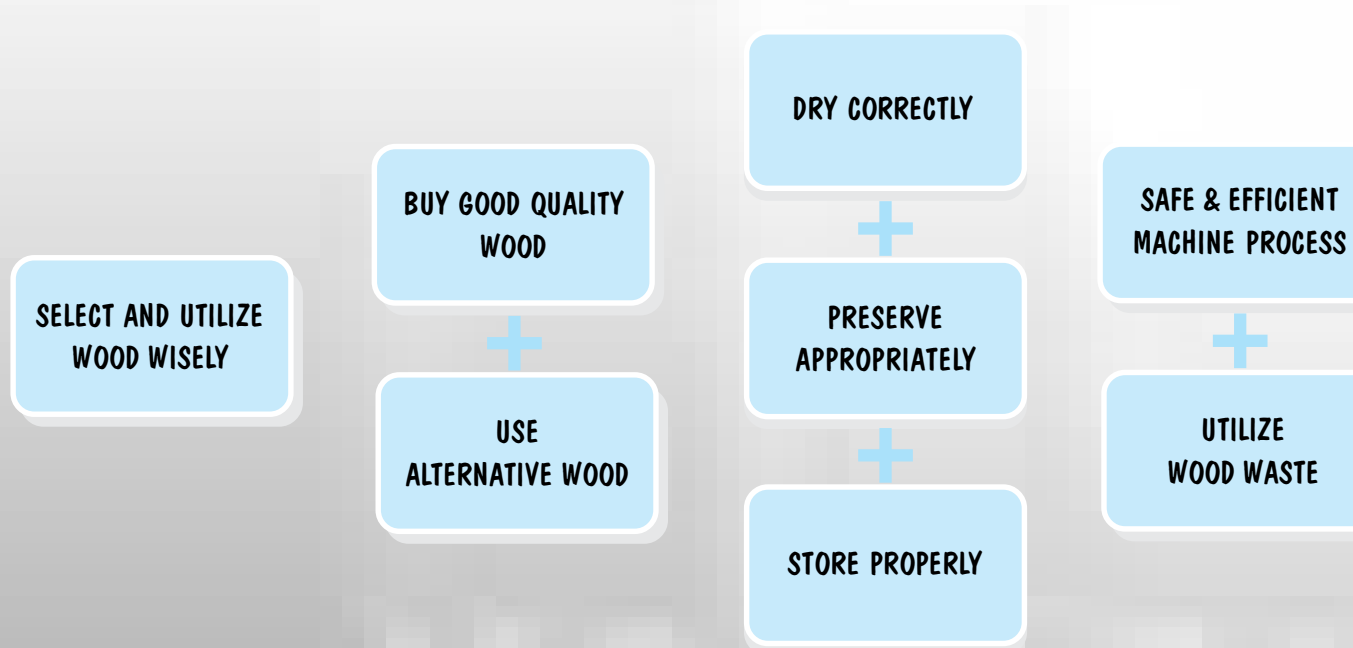 SELECT AND UTILIZE
WOOD WISELY
BUY GOOD QUALITY
WOOD
USE
ALTERNATIVE WOOD
DRY CORRECTLY
PRESERVE
APPROPRIATELY
STORE PROPERLY
SAFE & EFFICIENT
MACHINE PROCESS
UTILIZE
WOOD WASTE